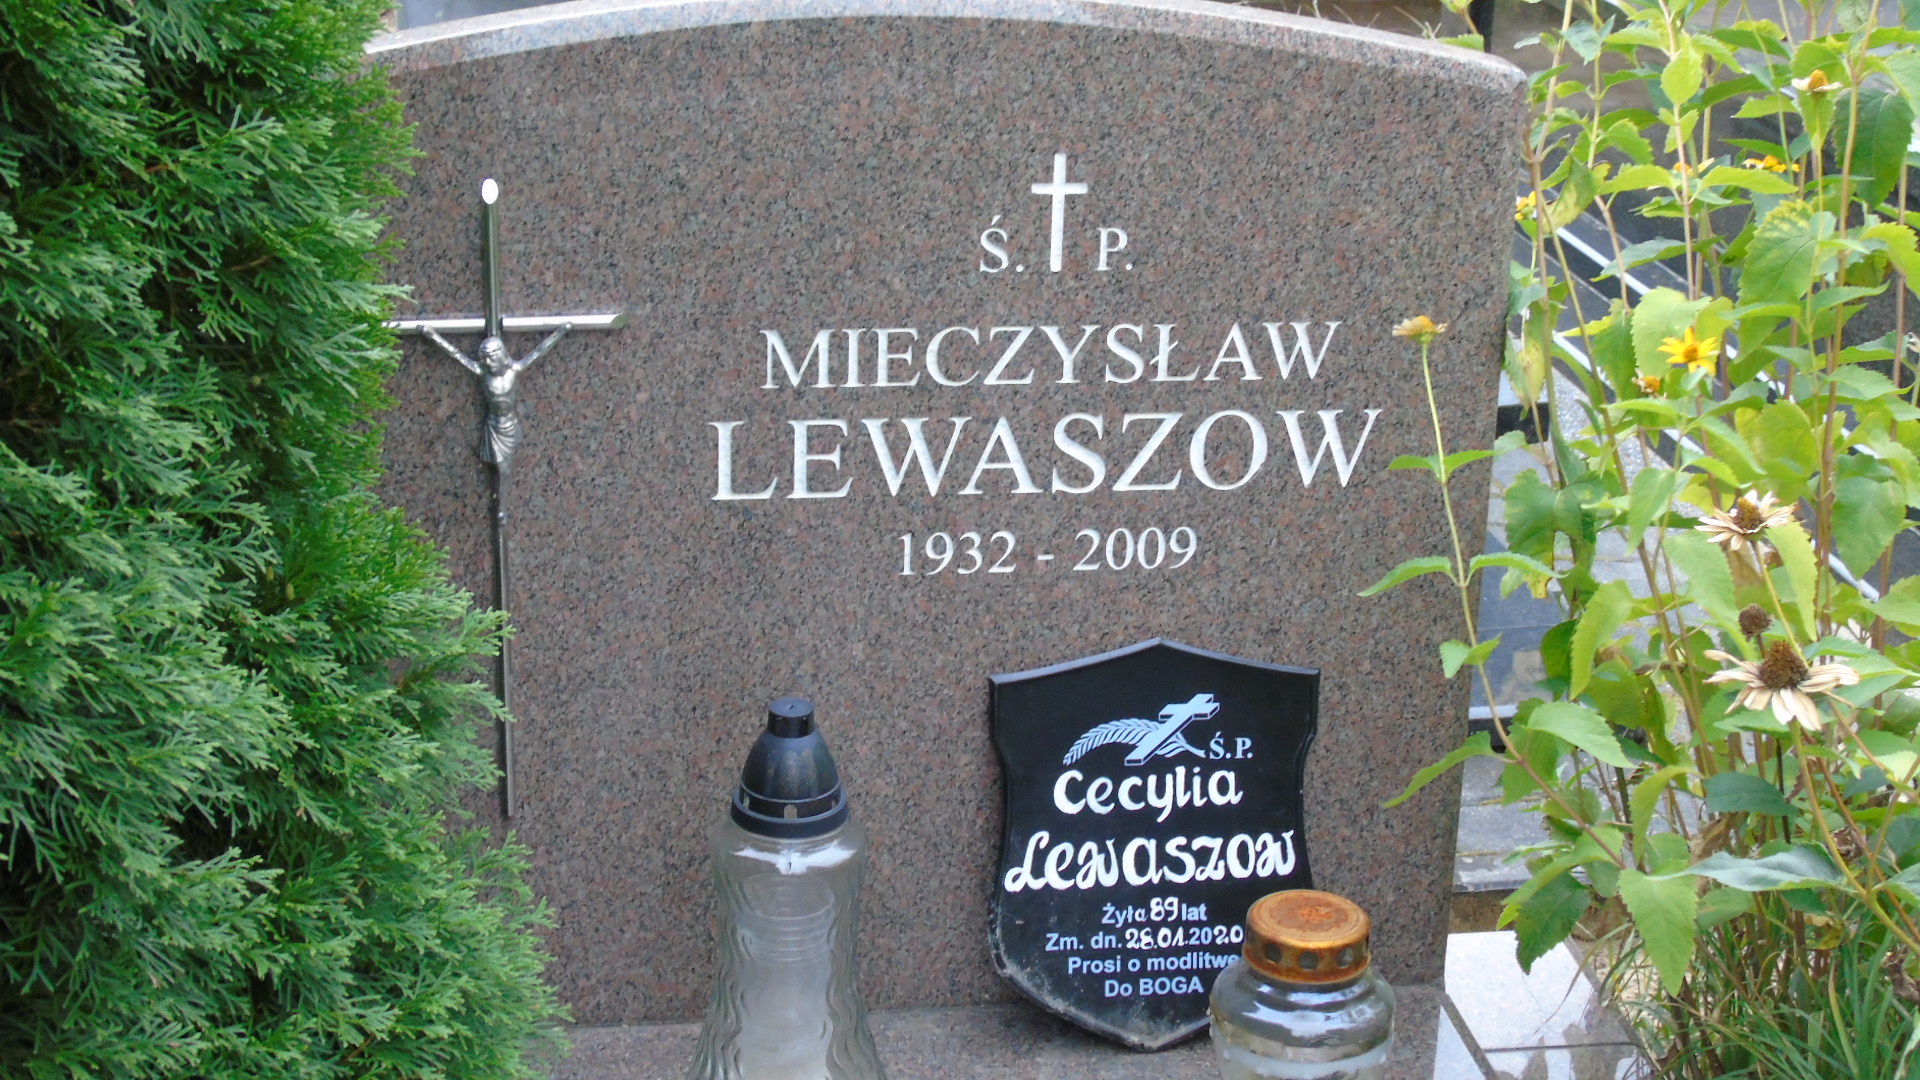 Ś. P.
MIECZYSŁAW
LEWASZOW
1932 - 2009
Ś.P.
Cecylia
Lewaszow
Żyła 89 lat
Zm. dn. 28.01.2020
Prosi o modlitwę
Do BOGA